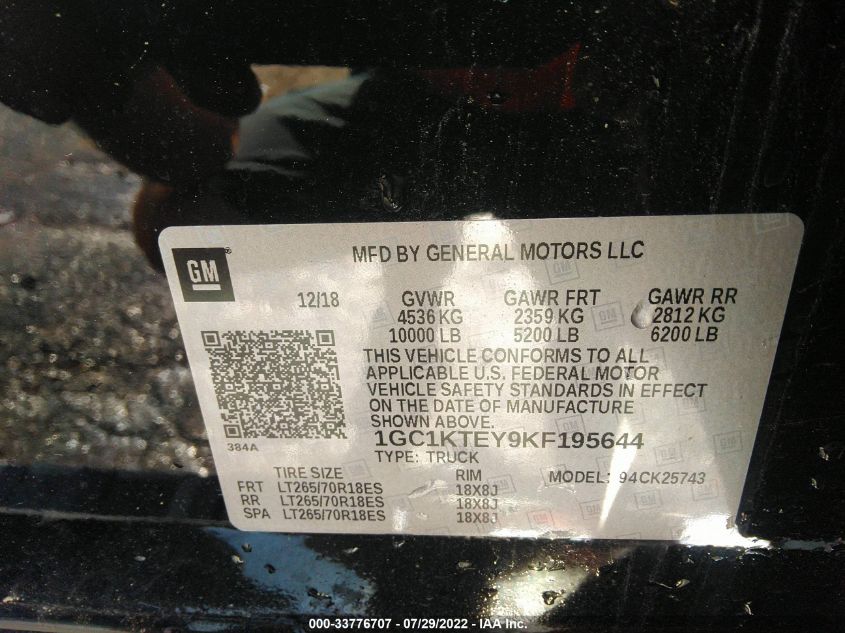 GM
MFD BY GENERAL MOTORS LLC
12/18 GVWR GAWR FRT GAWR RR
4536 KG 2359 KG 2812 KG
10000 LB 5200 LB 6200 LB
THIS VEHICLE CONFORMS TO ALL
APPLICABLE U.S. FEDERAL MOTOR
VEHICLE SAFETY STANDARDS IN EFFECT
ON THE DATE OF MANUFACTURE
SHOWN ABOVE.
384A
1GC1KTEY9KF195644
TYPE: TRUCK
TIRE SIZE RIM MODEL: 94CK25743
FRT LT265/70R18ES 18X8J
RR LT265/70R18ES 18X8J
SPA LT265/70R18ES 18X8J
000-33776707 - 07/29/2022 - IAA Inc.